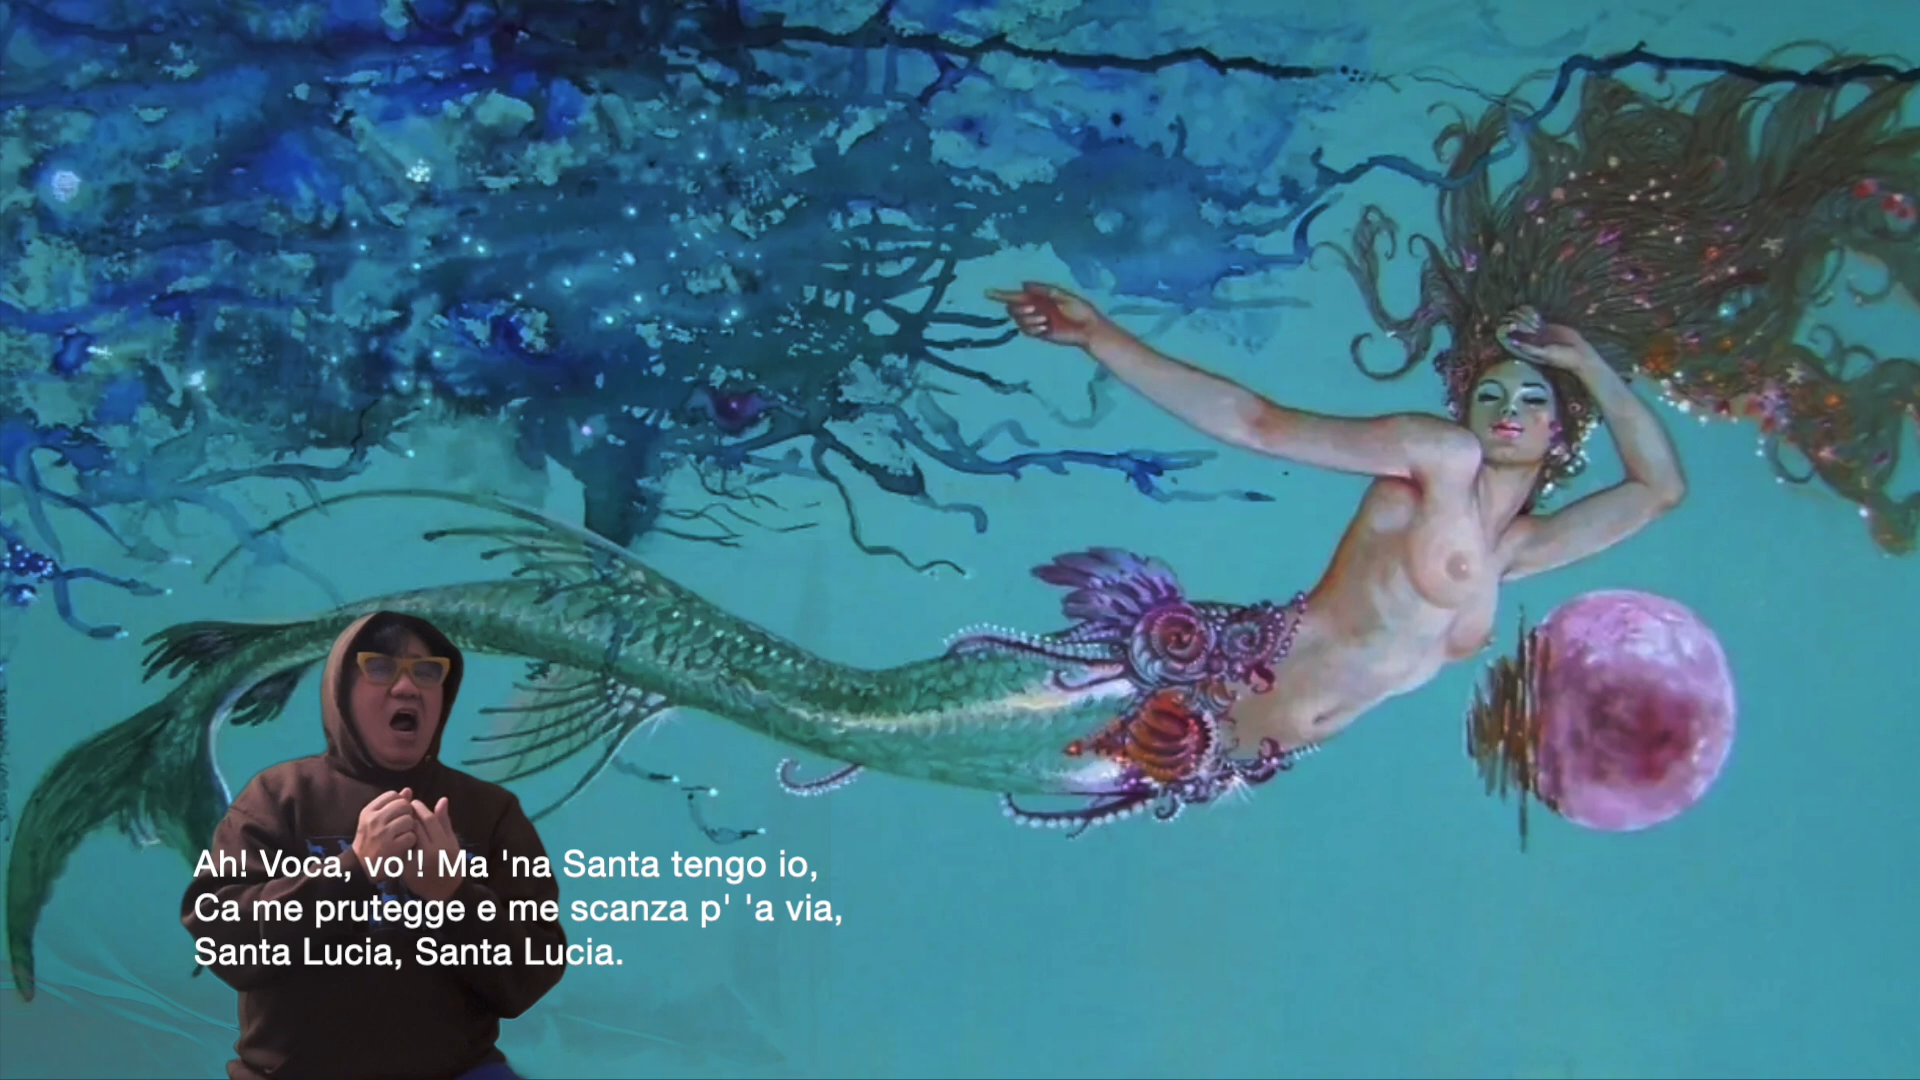 Ah! Voca, vo'! Ma 'na Santa tengo io,
Ca me prutegge e me scanza p' 'a via,
Santa Lucia, Santa Lucia.